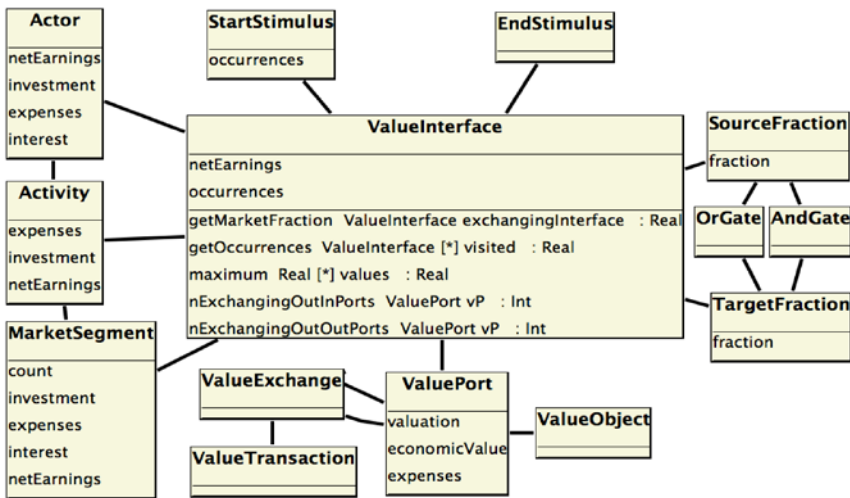 Actor
netEarnings
investment
expenses
interest
StartStimulus
occurrences
EndStimulus
ValueInterface
netEarnings
occurrences
getMarketFraction ValueInterface exchangingInterface : Real
getOccurrences ValueInterface [*] visited : Real
maximum Real [*] values : Real
nExchangingOutInPorts ValuePort vP : Int
nExchangingOutOutPorts ValuePort vP : Int
SourceFraction
fraction
OrGate
AndGate
TargetFraction
fraction
Activity
expenses
investment
netEarnings
MarketSegment
count
investment
expenses
interest
netEarnings
ValueExchange
ValueTransaction
ValuePort
valuation
economicValue
expenses
ValueObject